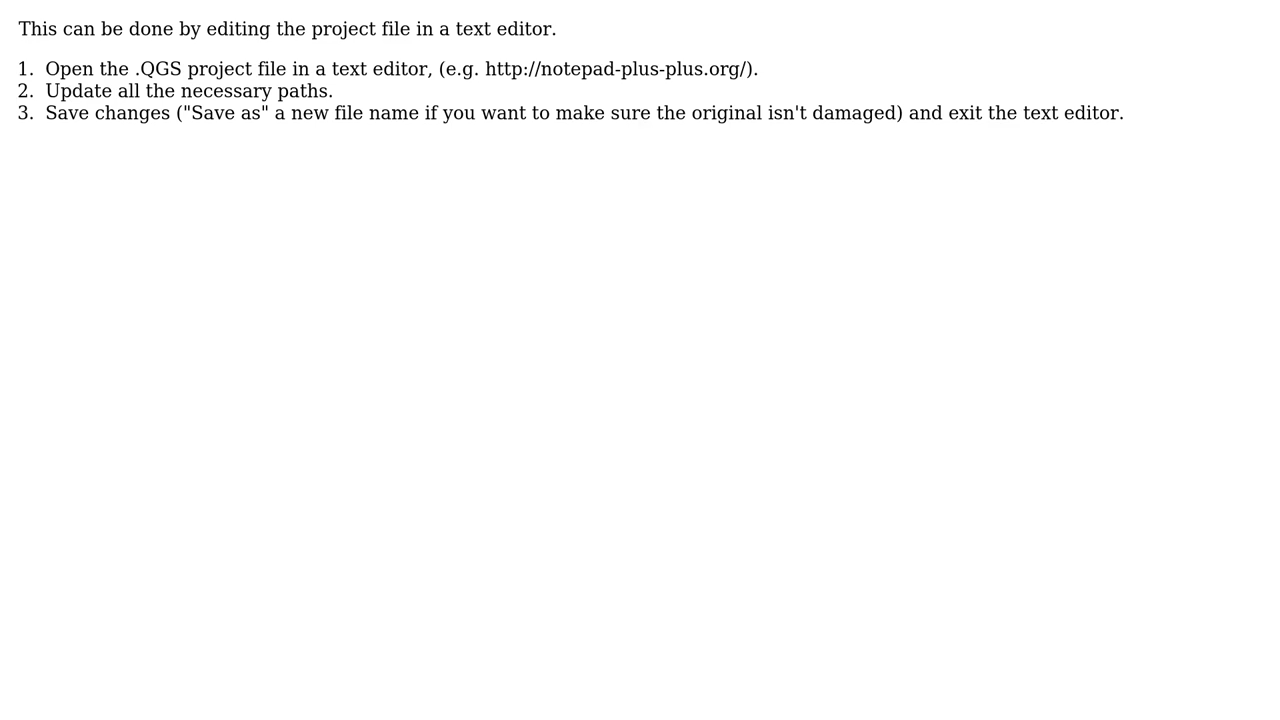 This can be done by editing the project file in a text editor.
1. Open the .QGS project file in a text editor, (e.g. http://notepad-plus-plus.org/).
2. Update all the necessary paths.
3. Save changes ("Save as" a new file name if you want to make sure the original isn't damaged) and exit the text editor.